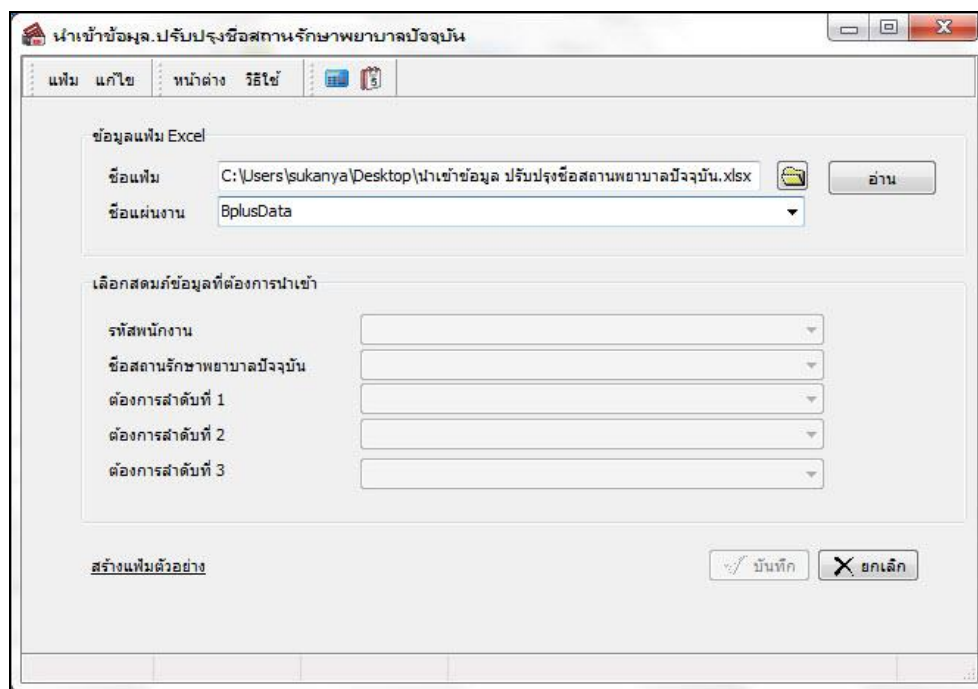 นำเข้าข้อมูล.ปรับปรุงชื่อสถานรักษาพยาบาลปัจจุบัน
แฟ้ม แก้ไข หน้าต่าง วิธีใช้
ข้อมูลแฟ้ม Excel
ชื่อแฟ้ม C:\Users\sukanya\Desktop\นำเข้าข้อมูล ปรับปรุงชื่อสถานพยาบาลปัจจุบัน.xlsx อ่าน
ชื่อแผ่นงาน BplusData
เลือกสดมภ์ข้อมูลที่ต้องการนำเข้า
รหัสพนักงาน
ชื่อสถานรักษาพยาบาลปัจจุบัน
ต้องการลำดับที่ 1
ต้องการลำดับที่ 2
ต้องการลำดับที่ 3
สร้างแฟ้มตัวอย่าง บันทึก ยกเลิก